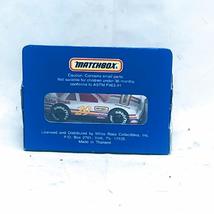 MATCHBOX
Caution: Contains small parts.
Not suitable for children under 36 months.
conforms to ASTM F963-91
94
Licensed and Distributed by White Rose Collectibles, Inc.
P.O. Box 2701, York, PA. 17405
Made in Thailand